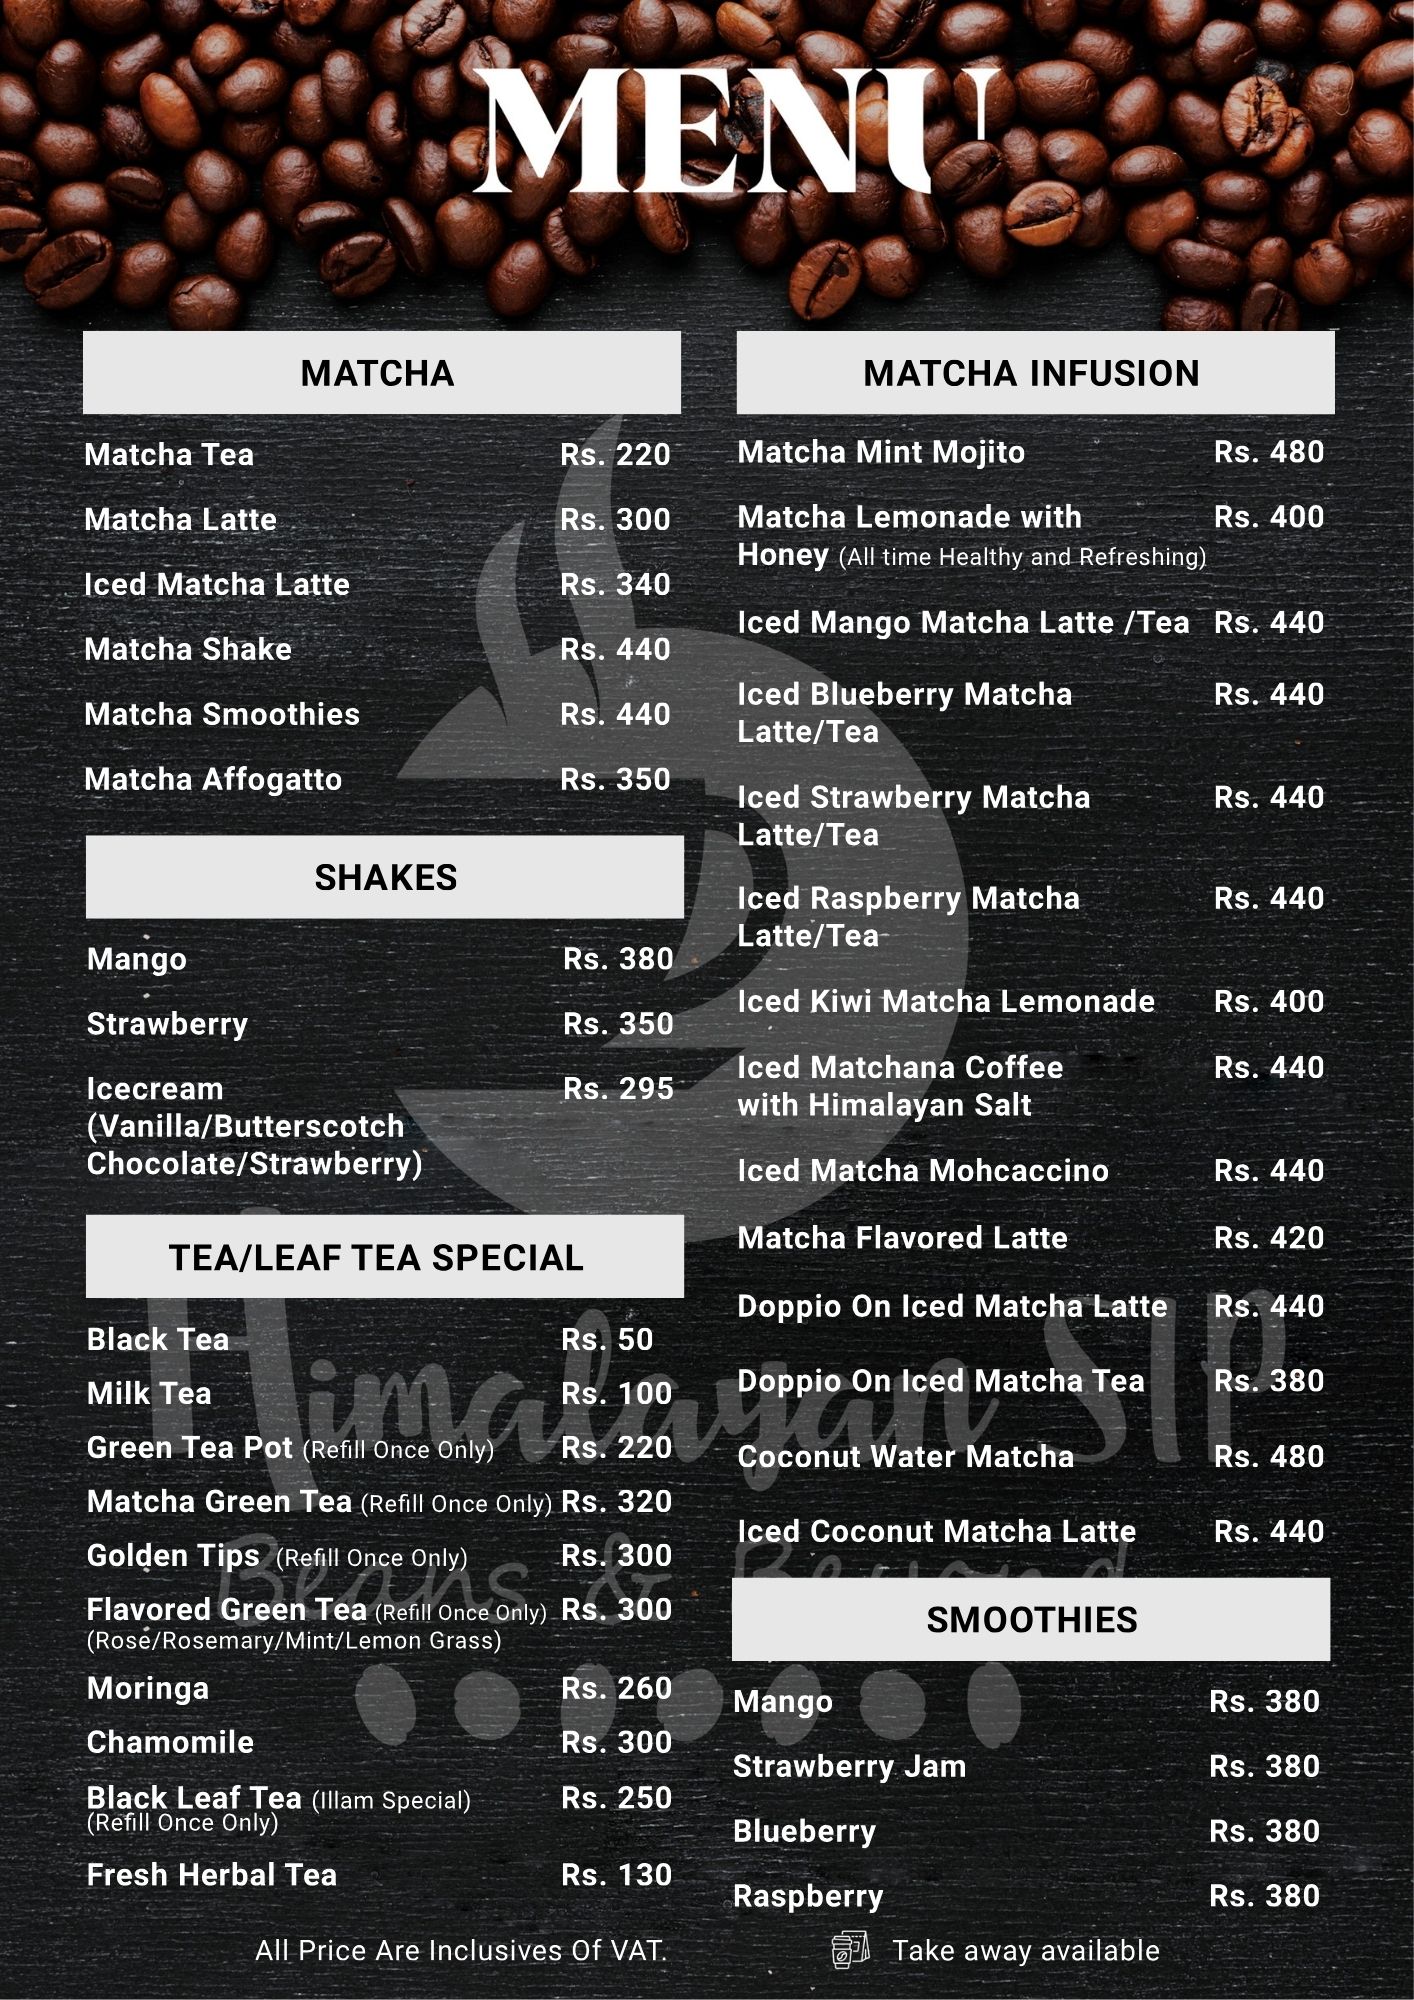 MENU
MATCHA
Matcha Tea Rs. 220
Matcha Latte Rs. 300
Iced Matcha Latte Rs. 340
Matcha Shake Rs. 440
Matcha Smoothies Rs. 440
Matcha Affogatto Rs. 350
SHAKES
Mango Rs. 380
Strawberry Rs. 350
Icecream Rs. 295
(Vanilla/Butterscotch
Chocolate/Strawberry)
TEA/LEAF TEA SPECIAL
Black Tea Rs. 50
Milk Tea Rs. 100
Green Tea Pot (Refill Once Only) Rs. 220
Matcha Green Tea (Refill Once Only) Rs. 320
Golden Tips (Refill Once Only) Rs. 300
Flavored Green Tea (Refill Once Only) Rs. 300
(Rose/Rosemary/Mint/Lemon Grass)
Moringa Rs. 260
Chamomile Rs. 300
Black Leaf Tea (Illam Special) Rs. 250
(Refill Once Only)
Fresh Herbal Tea Rs. 130
MATCHA INFUSION
Matcha Mint Mojito Rs. 480
Matcha Lemonade with Rs. 400
Honey (All time Healthy and Refreshing)
Iced Mango Matcha Latte /Tea Rs. 440
Iced Blueberry Matcha Rs. 440
Latte/Tea
Iced Strawberry Matcha Rs. 440
Latte/Tea
Iced Raspberry Matcha Rs. 440
Latte/Tea
Iced Kiwi Matcha Lemonade Rs. 400
Iced Matchana Coffee Rs. 440
with Himalayan Salt
Iced Matcha Mohcaccino Rs. 440
Matcha Flavored Latte Rs. 420
Doppio On Iced Matcha Latte Rs. 440
Doppio On Iced Matcha Tea Rs. 380
Coconut Water Matcha Rs. 480
Iced Coconut Matcha Latte Rs. 440
SMOOTHIES
Mango Rs. 380
Strawberry Jam Rs. 380
Blueberry Rs. 380
Raspberry Rs. 380
Himalayan SIP
Beans & Beyond
All Price Are Inclusives Of VAT.
Take away available